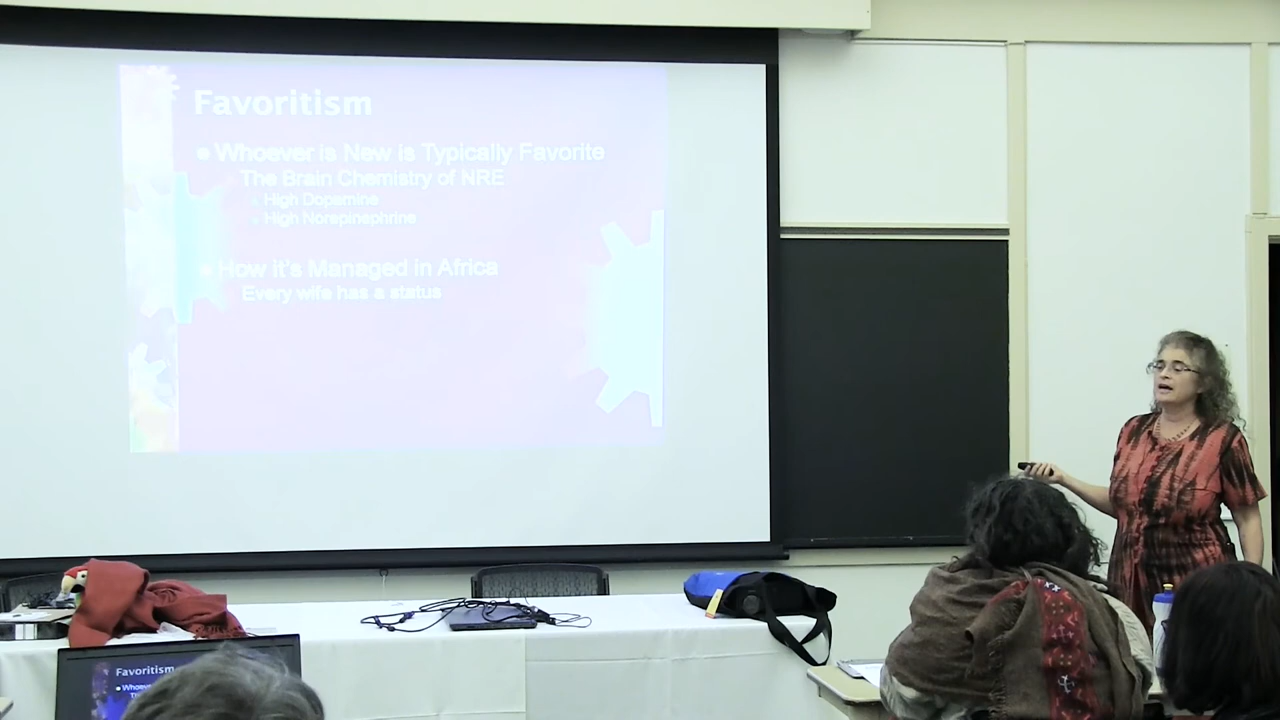 Favoritism
Whoever is New is Typically Favorite
The Brain Chemistry of NRE
High Dopamine
High Norepinephrine
How it's Managed in Africa
Every wife has a status
Favoritism